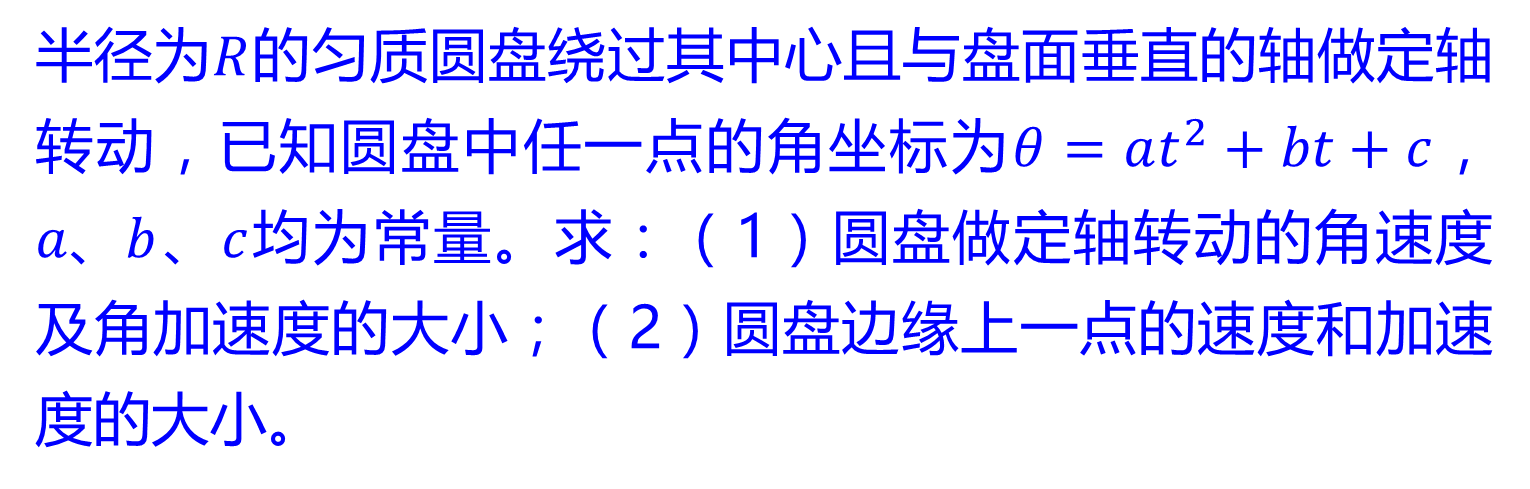 半径为R的匀质圆盘绕过其中心且与盘面垂直的轴做定轴
转动，已知圆盘中任一点的角坐标为θ = at² + bt + c，
a、b、c均为常量。求：（1）圆盘做定轴转动的角速度
及角加速度的大小；（2）圆盘边缘上一点的速度和加速
度的大小。